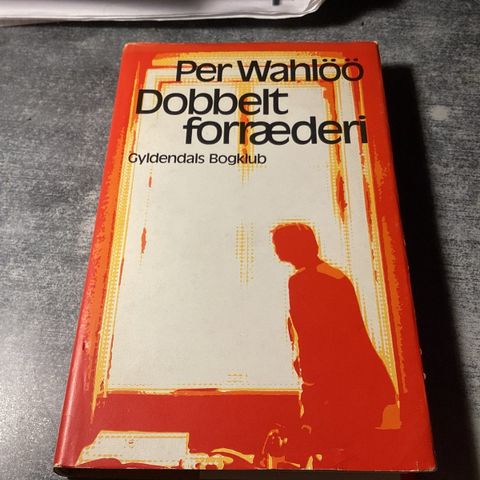 Per Wahlöö
Dobbelt
forræderi
Gyldendals Bogklub